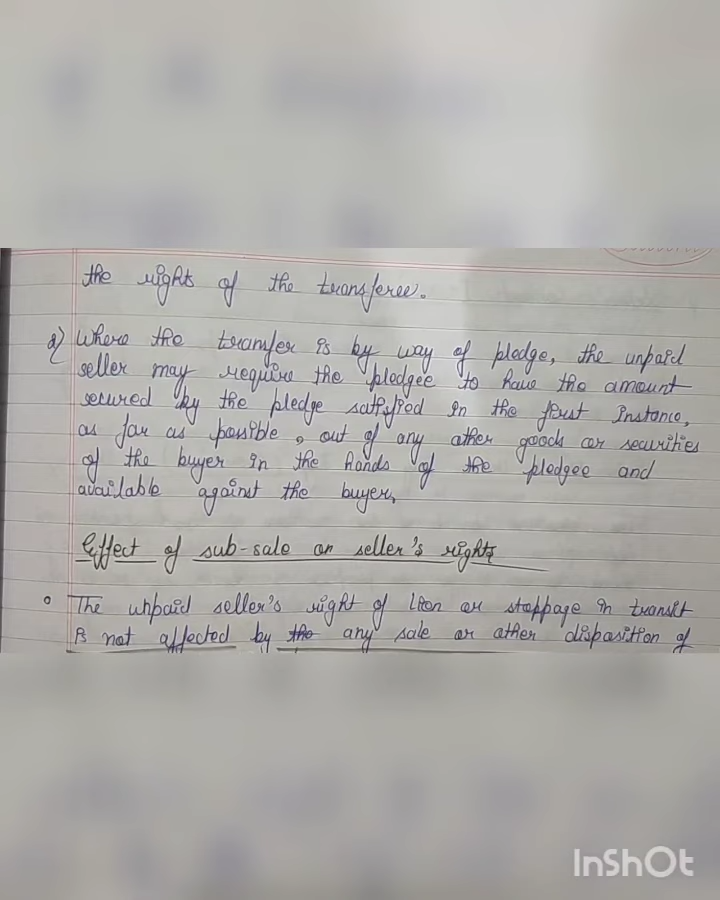 the right of the transferee.
2) Where the transfer is by way of pledge, the unpaid
seller may require the pledgee to have the amount
secured by the pledge satisfied in the first instance,
as far as possible, out of any other goods or securities
of the buyer in the hands of the pledgee and
available against the buyer.
Effect of sub-sale on seller's rights
The unpaid seller's right of lien or stoppage in transit
is not affected by the any sale or other disposition of
InShOt